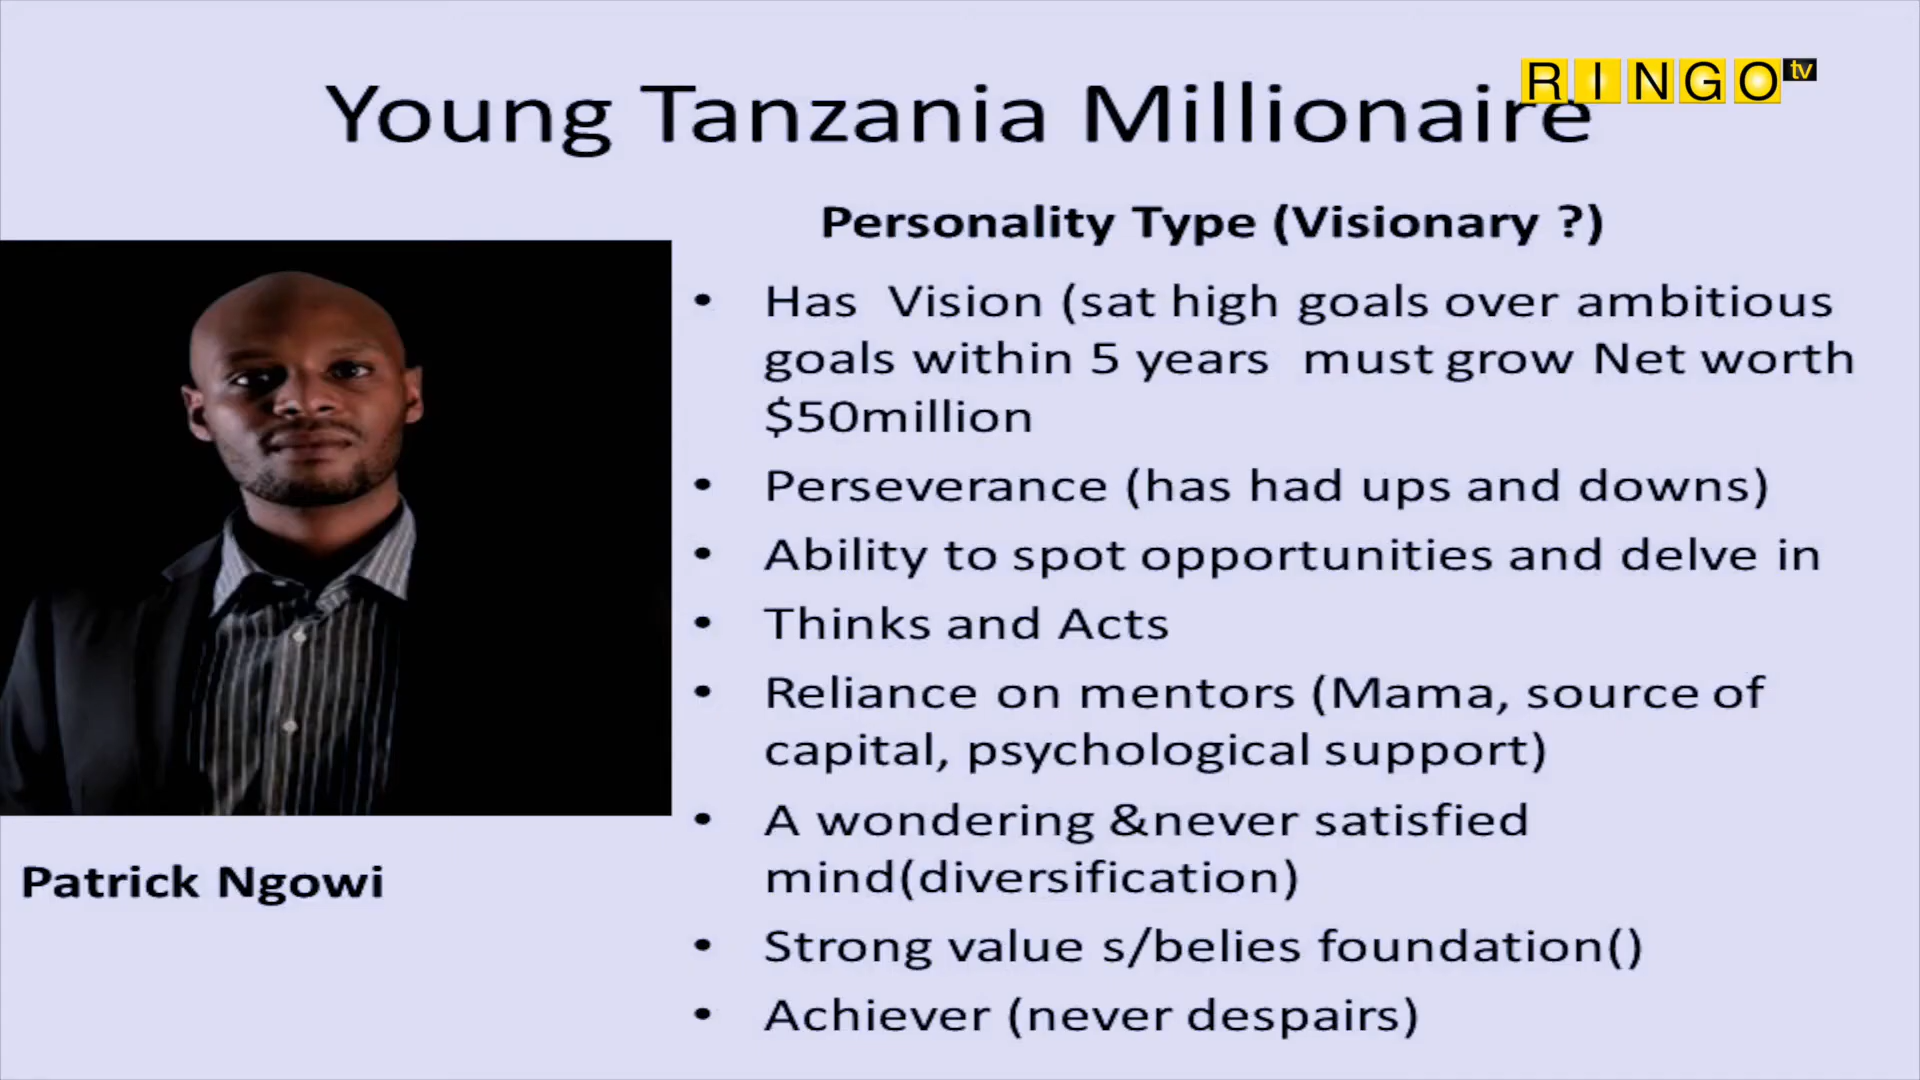 RINGO tv
Young Tanzania Millionaire
Personality Type (Visionary ?)
• Has Vision (sat high goals over ambitious
goals within 5 years must grow Net worth
$50million
• Perseverance (has had ups and downs)
• Ability to spot opportunities and delve in
• Thinks and Acts
• Reliance on mentors (Mama, source of
capital, psychological support)
• A wondering &never satisfied
mind(diversification)
• Strong value s/belies foundation()
• Achiever (never despairs)
Patrick Ngowi